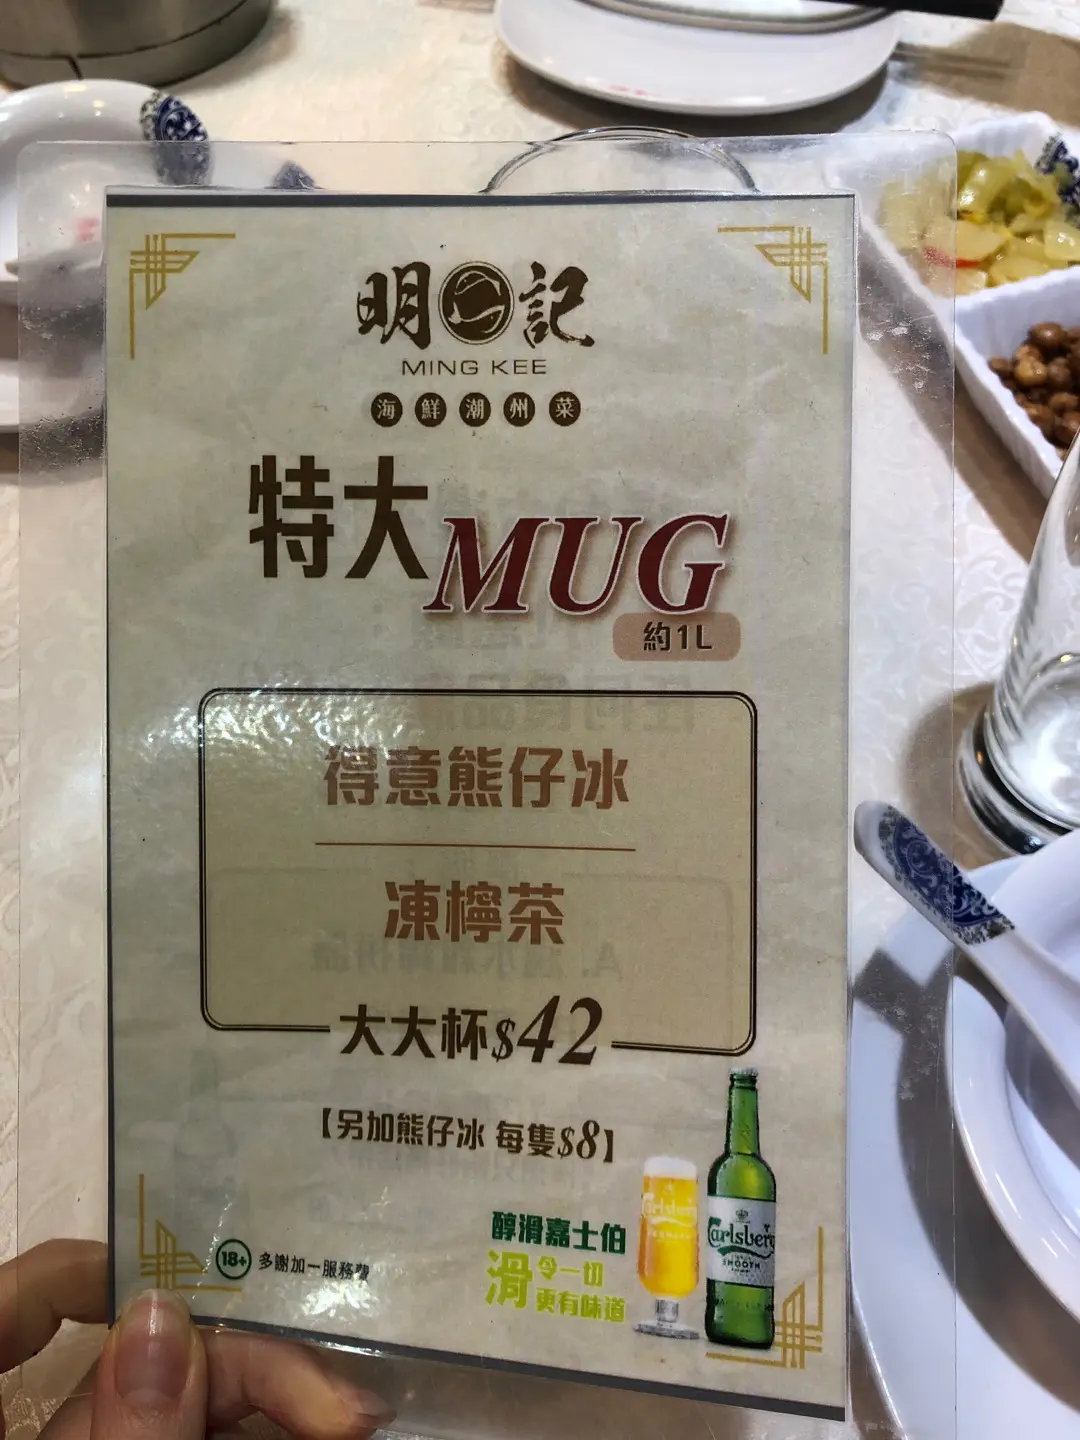 明記
MING KEE
海鮮潮州菜
特大MUG
約1L
得意熊仔冰
凍檸茶
大大杯$42
【另加熊仔冰 每隻$8】
醇滑嘉士伯
滑 令一切
更有味道
18+ 多謝加一服務費
Carlsberg
Carlsberg
SMOOTH